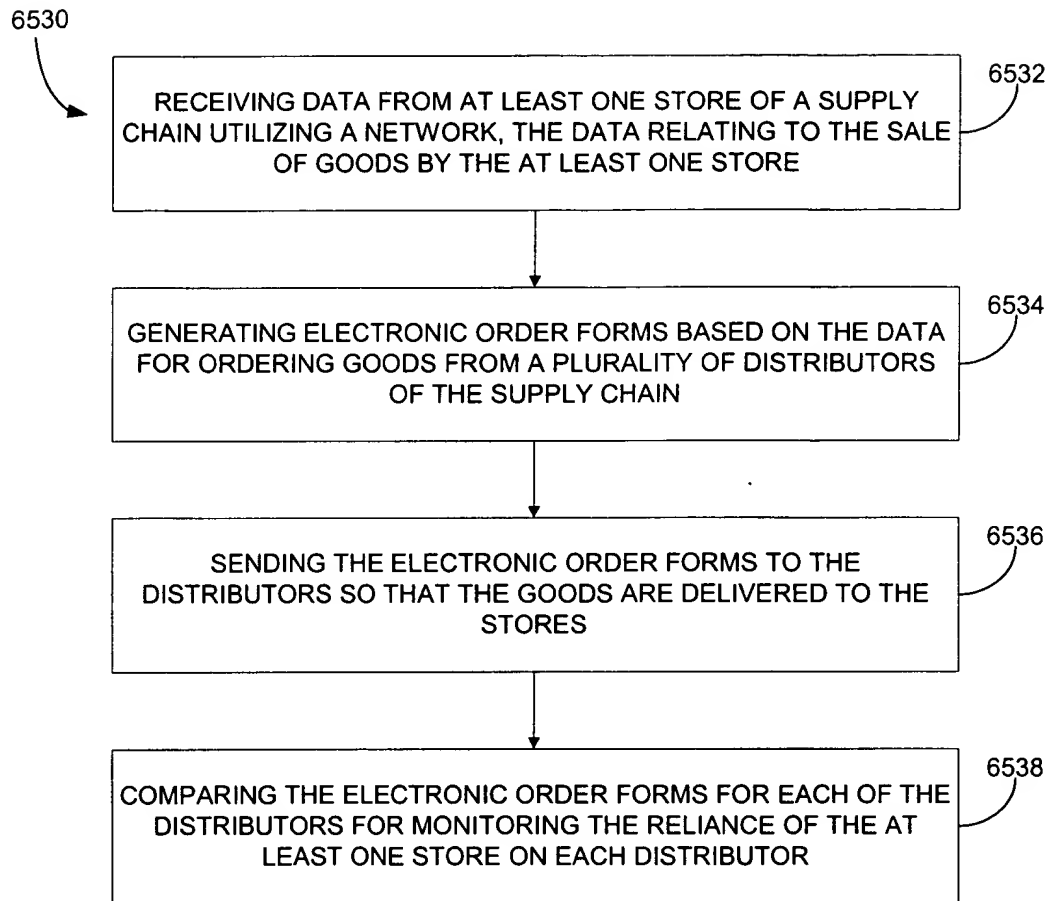 6530
6532
RECEIVING DATA FROM AT LEAST ONE STORE OF A SUPPLY
CHAIN UTILIZING A NETWORK, THE DATA RELATING TO THE SALE
OF GOODS BY THE AT LEAST ONE STORE
6534
GENERATING ELECTRONIC ORDER FORMS BASED ON THE DATA
FOR ORDERING GOODS FROM A PLURALITY OF DISTRIBUTORS
OF THE SUPPLY CHAIN
6536
SENDING THE ELECTRONIC ORDER FORMS TO THE
DISTRIBUTORS SO THAT THE GOODS ARE DELIVERED TO THE
STORES
6538
COMPARING THE ELECTRONIC ORDER FORMS FOR EACH OF THE
DISTRIBUTORS FOR MONITORING THE RELIANCE OF THE AT
LEAST ONE STORE ON EACH DISTRIBUTOR